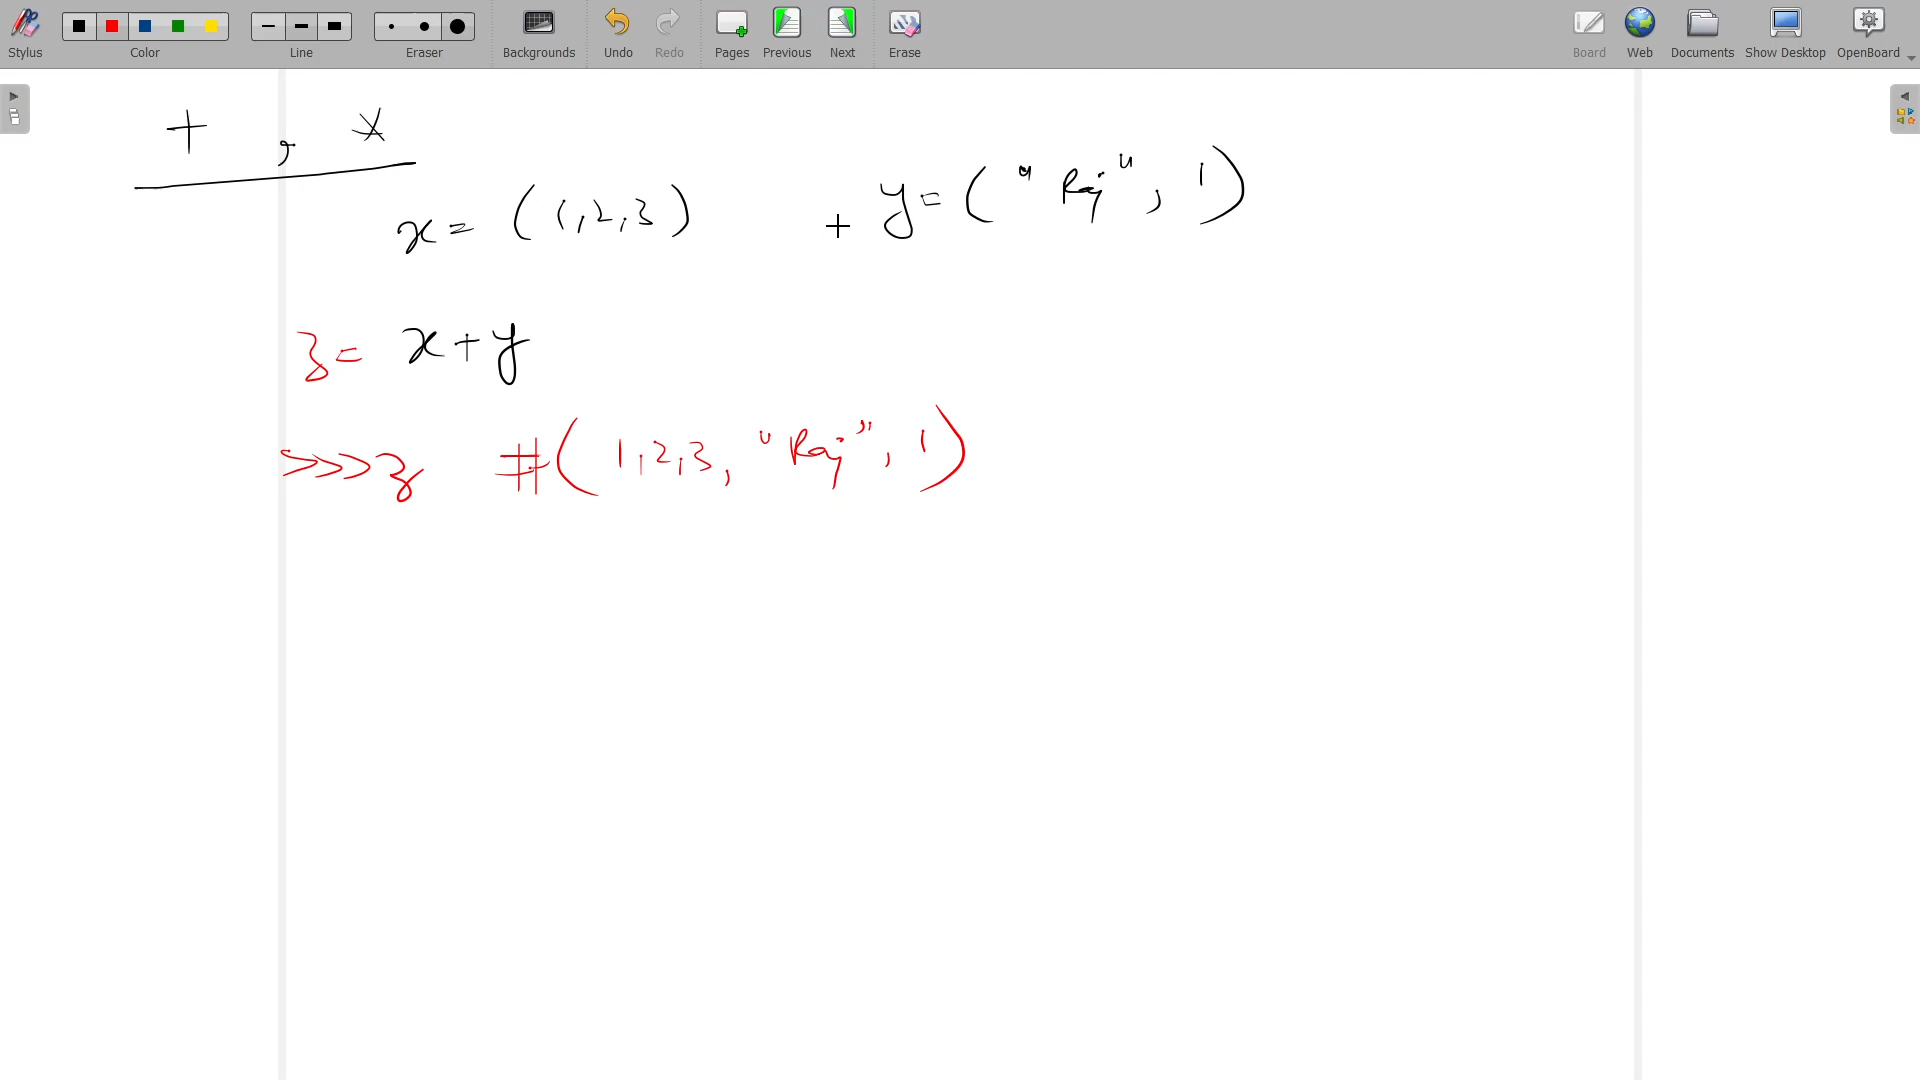 Stylus Color Line Eraser Backgrounds Undo Redo Pages Previous Next Erase Board Web Documents Show Desktop OpenBoard
+ , *
x = (1,2,3) + y = ("Raj", 1)
z = x + y
>>>z #(1,2,3, "Raj", 1)